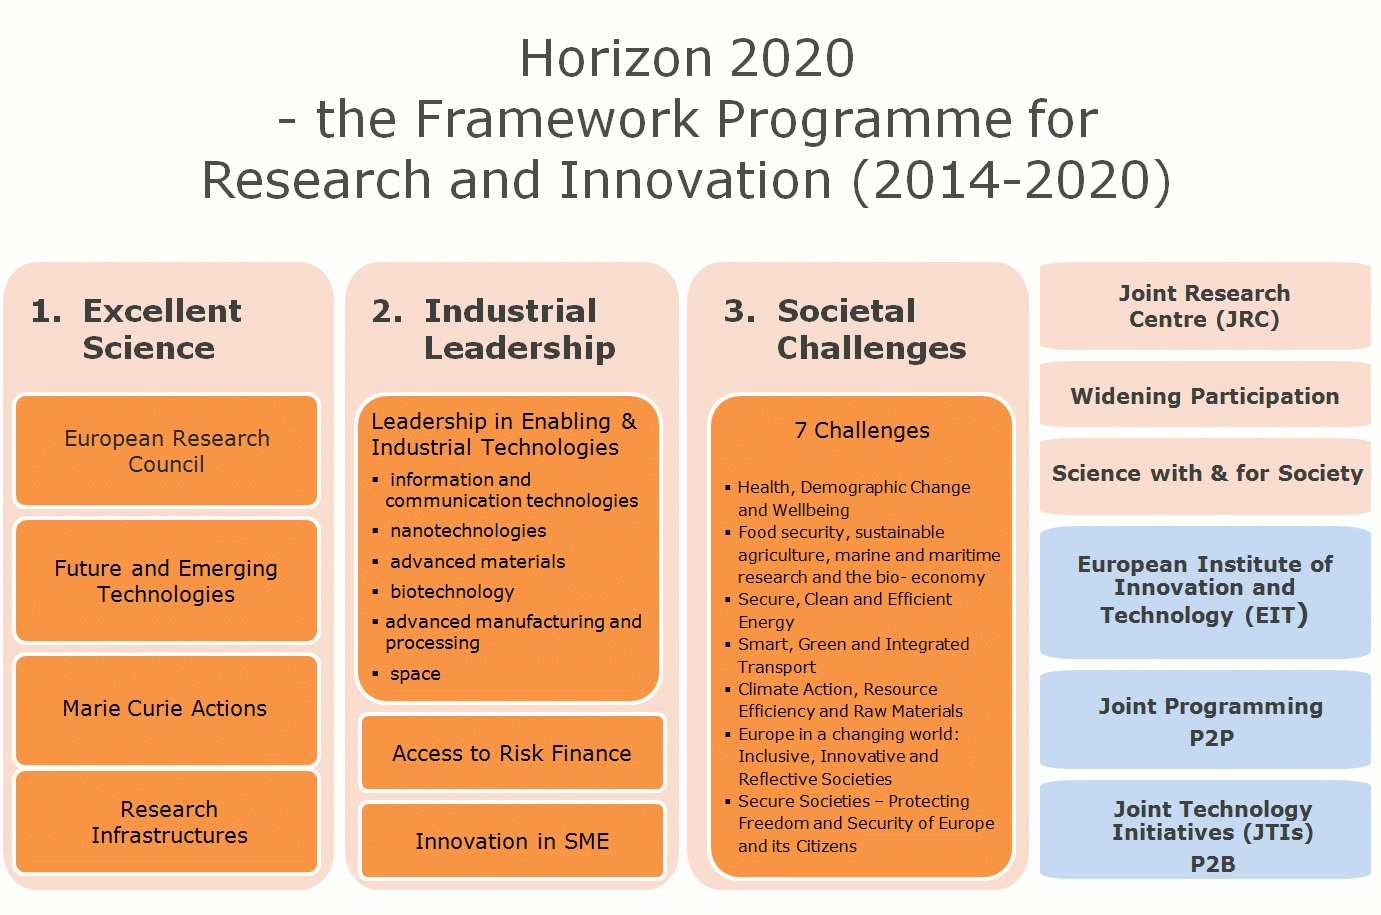 Horizon 2020
- the Framework Programme for
Research and Innovation (2014-2020)
1. Excellent
Science
European Research
Council
Future and Emerging
Technologies
Marie Curie Actions
Research
Infrastructures
2. Industrial
Leadership
Leadership in Enabling &
Industrial Technologies
▪ information and
communication technologies
▪ nanotechnologies
▪ advanced materials
▪ biotechnology
▪ advanced manufacturing and
processing
▪ space
Access to Risk Finance
Innovation in SME
3. Societal
Challenges
7 Challenges
▪ Health, Demographic Change
and Wellbeing
▪ Food security, sustainable
agriculture, marine and maritime
research and the bio- economy
▪ Secure, Clean and Efficient
Energy
▪ Smart, Green and Integrated
Transport
▪ Climate Action, Resource
Efficiency and Raw Materials
▪ Europe in a changing world:
Inclusive, Innovative and
Reflective Societies
▪ Secure Societies – Protecting
Freedom and Security of Europe
and its Citizens
Joint Research
Centre (JRC)
Widening Participation
Science with & for Society
European Institute of
Innovation and
Technology (EIT)
Joint Programming
P2P
Joint Technology
Initiatives (JTIs)
P2B